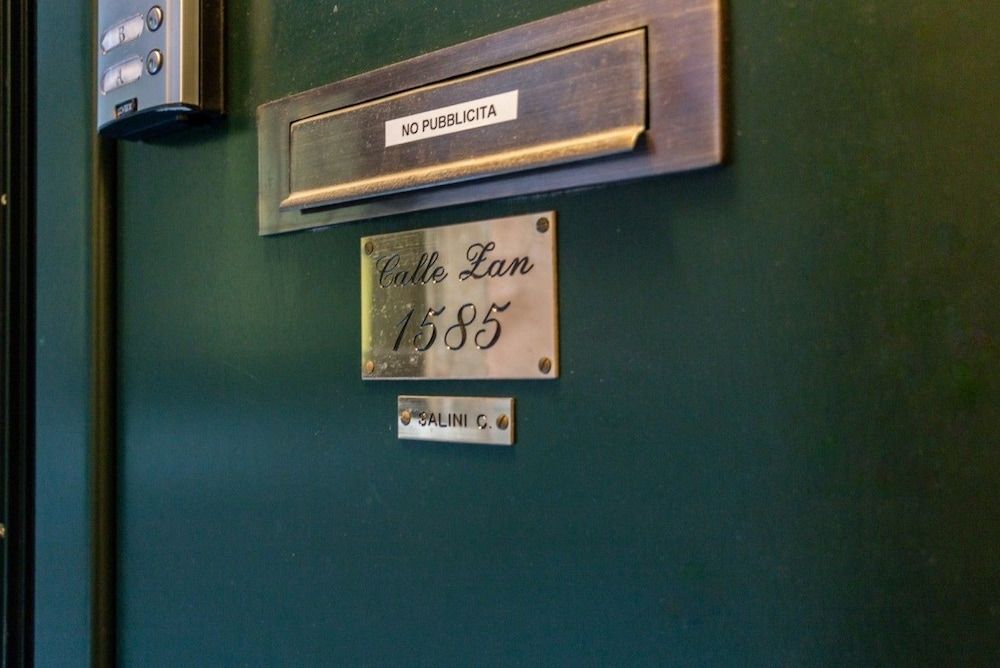 B
A
NO PUBBLICITA
Calle Zan
1585
SALINI C.